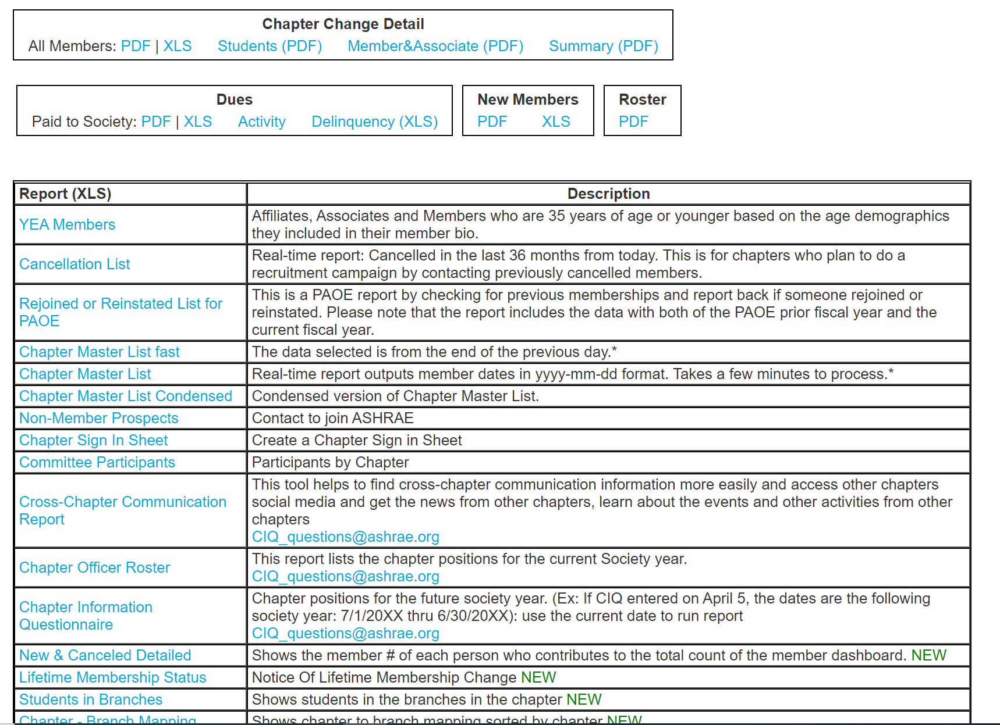 Chapter Change Detail
All Members: PDF | XLS Students (PDF) Member&Associate (PDF) Summary (PDF)
Dues
Paid to Society: PDF | XLS Activity Delinquency (XLS)
New Members
PDF XLS
Roster
PDF
Report (XLS) Description
YEA Members
Affiliates, Associates and Members who are 35 years of age or younger based on the age demographics
they included in their member bio.
Cancellation List
Real-time report: Cancelled in the last 36 months from today. This is for chapters who plan to do a
recruitment campaign by contacting previously cancelled members.
Rejoined or Reinstated List for
PAOE
This is a PAOE report by checking for previous memberships and report back if someone rejoined or
reinstated. Please note that the report includes the data with both of the PAOE prior fiscal year and the
current fiscal year.
Chapter Master List fast
The data selected is from the end of the previous day.*
Chapter Master List
Real-time report outputs member dates in yyyy-mm-dd format. Takes a few minutes to process.*
Chapter Master List Condensed
Condensed version of Chapter Master List.
Non-Member Prospects
Contact to join ASHRAE
Chapter Sign In Sheet
Create a Chapter Sign in Sheet
Committee Participants
Participants by Chapter
Cross-Chapter Communication
Report
This tool helps to find cross-chapter communication information more easily and access other chapters
social media and get the news from other chapters, learn about the events and other activities from other
chapters
CIQ_questions@ashrae.org
Chapter Officer Roster
This report lists the chapter positions for the current Society year.
CIQ_questions@ashrae.org
Chapter Information
Questionnaire
Chapter positions for the future society year. (Ex: If CIQ entered on April 5, the dates are the following
society year: 7/1/20XX thru 6/30/20XX): use the current date to run report
CIQ_questions@ashrae.org
New & Canceled Detailed
Shows the member # of each person who contributes to the total count of the member dashboard. NEW
Lifetime Membership Status
Notice Of Lifetime Membership Change NEW
Students in Branches
Shows students in the branches in the chapter NEW
Chapter - Branch Mapping
Shows chapter to branch mapping sorted by chapter NEW